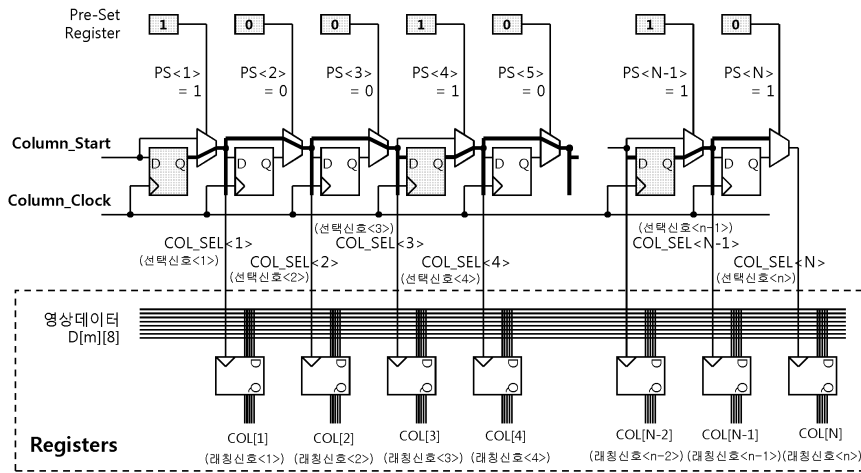 Pre-Set
Register
1 0 0 1 0 1 0
PS<1> PS<2> PS<3> PS<4> PS<5> PS<N-1> PS<N>
= 1 = 0 = 0 = 1 = 0 = 1 = 1
Column_Start
D Q D Q D Q D Q D Q D Q D Q
Column_Clock
(선택신호<3>) (선택신호<n-1>)
COL_SEL<1> COL_SEL<3> COL_SEL<N-1>
(선택신호<1>) COL_SEL<2> COL_SEL<4> COL_SEL<N>
(선택신호<2>) (선택신호<4>) (선택신호<n>)
영상데이터
D[m][8]
D Q D Q D Q D Q D Q D Q D Q
COL[1] COL[2] COL[3] COL[4] COL[N-2] COL[N-1] COL[N]
Registers
(래칭신호<1>) (래칭신호<2>) (래칭신호<3>) (래칭신호<4>) (래칭신호<n-2>) (래칭신호<n-1>) (래칭신호<n>)